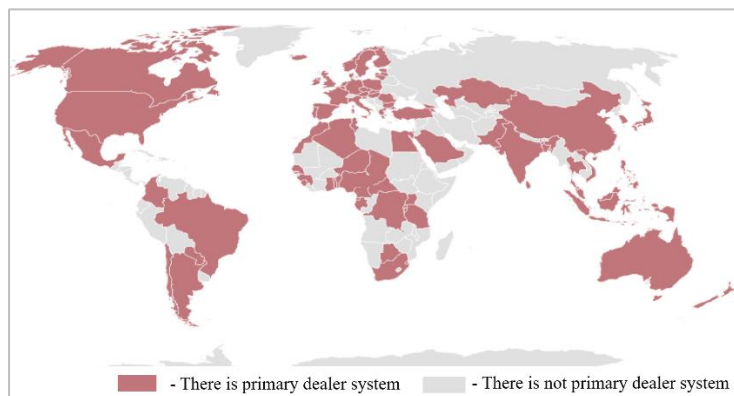 - There is primary dealer system - There is not primary dealer system